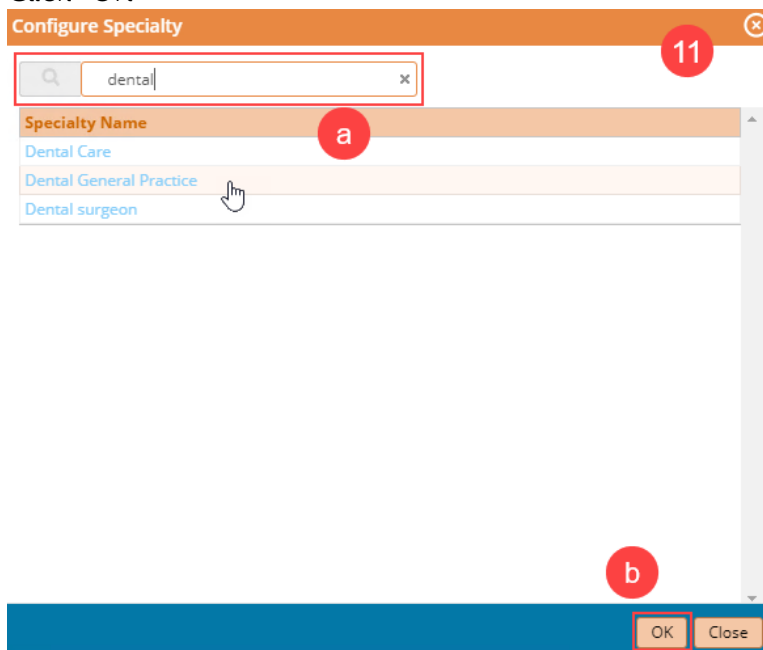 Configure Specialty
11
dental
a
Specialty Name
Dental Care
Dental General Practice
Dental surgeon
b
OK Close